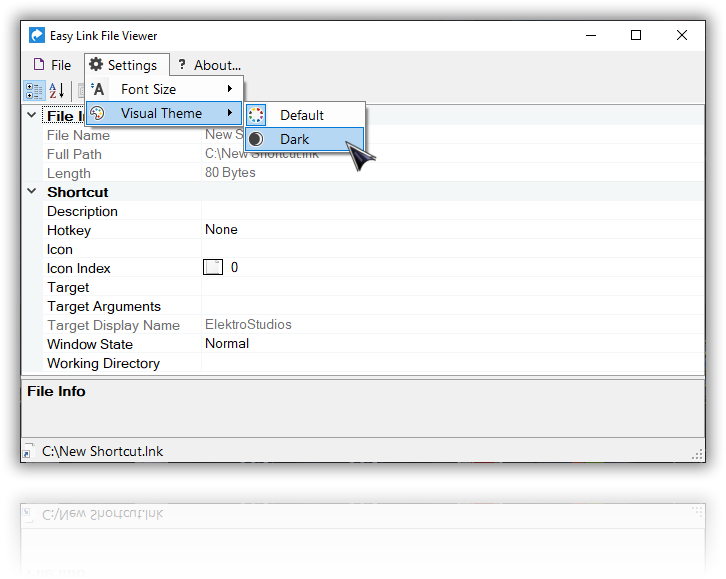 Easy Link File Viewer
File Settings ? About...
A Font Size
A Z
File In Visual Theme Default
File Name New S Dark
Full Path C:\New Shortcut.lnk
Length 80 Bytes
Shortcut
Description
Hotkey None
Icon
Icon Index 0
Target
Target Arguments
Target Display Name ElektroStudios
Window State Normal
Working Directory
File Info
C:\New Shortcut.lnk
C:\New Shortcut.lnk
File Info